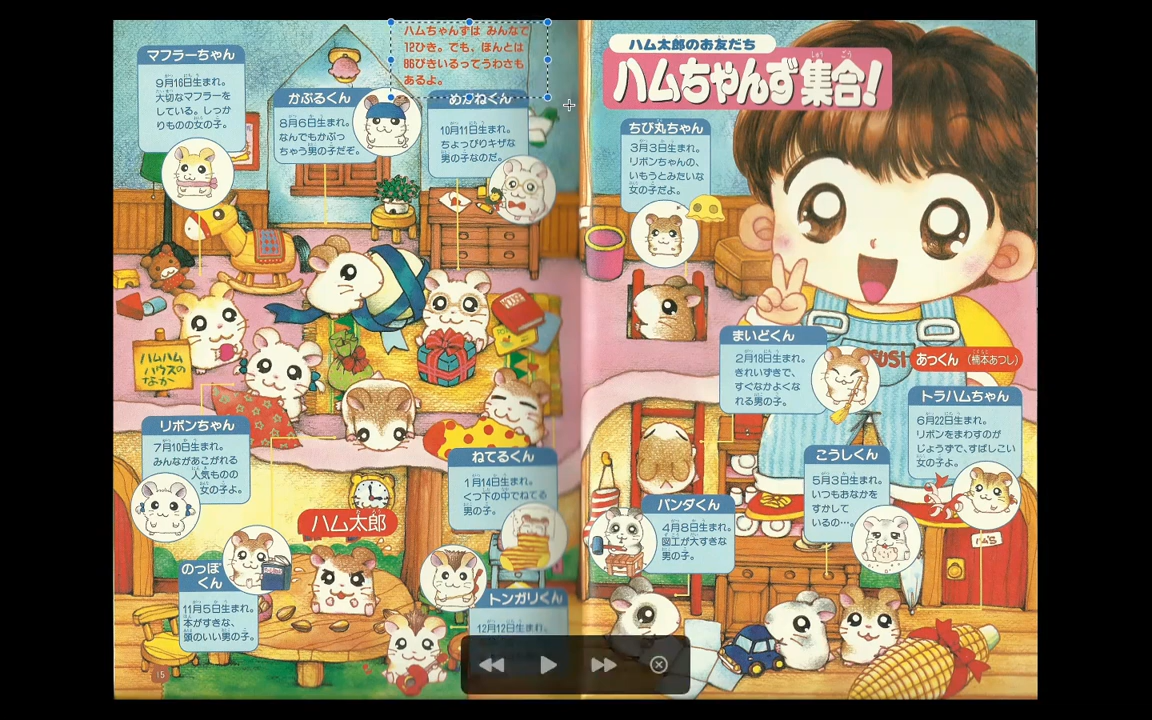 ハム太郎のお友だち
ハムちゃんず集合!
ハムちゃんずは みんなで
12ひき。でも、ほんとは
86ぴきいるってうわさも
あるよ。
マフラーちゃん
9月16日生まれ。
大切なマフラーを
している。しっか
りものの女の子。
かぶるくん
8月6日生まれ。
なんでもかぶっ
ちゃう男の子だぞ。
めがねくん
10月11日生まれ。
ちょっぴりキザな
男の子なのだ。
ちび丸ちゃん
3月3日生まれ。
リボンちゃんの、
いもうとみたいな
女の子だよ。
まいどくん
2月18日生まれ。
きれいずきで、
すぐなかよくな
れる男の子。
あっくん(楠本あつし)
トラハムちゃん
6月22日生まれ。
リボンをまわすのが
じょうずで、すばしこい
女の子。
ハムハム
ハウスの
なか
リボンちゃん
7月10日生まれ。
みんながあこがれる
人気ものの
女の子よ。
ねてるくん
1月14日生まれ。
くつ下の中でねてる
男の子。
こうしくん
5月3日生まれ。
いつもおなかを
すかして
いるの…。
パンダくん
4月8日生まれ。
図工が大すきな
男の子。
ハム太郎
のっぽくん
11月5日生まれ。
本がすきな、
頭のいい男の子。
トンガリくん
12月12日生まれ。
15